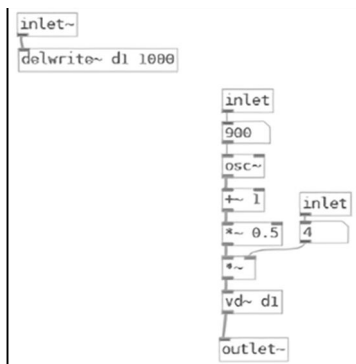 inlet~
delwrite~ d1 1000
inlet
900
osc~
+~ 1
inlet
*~ 0.5
4
*~
vd~ d1
outlet~